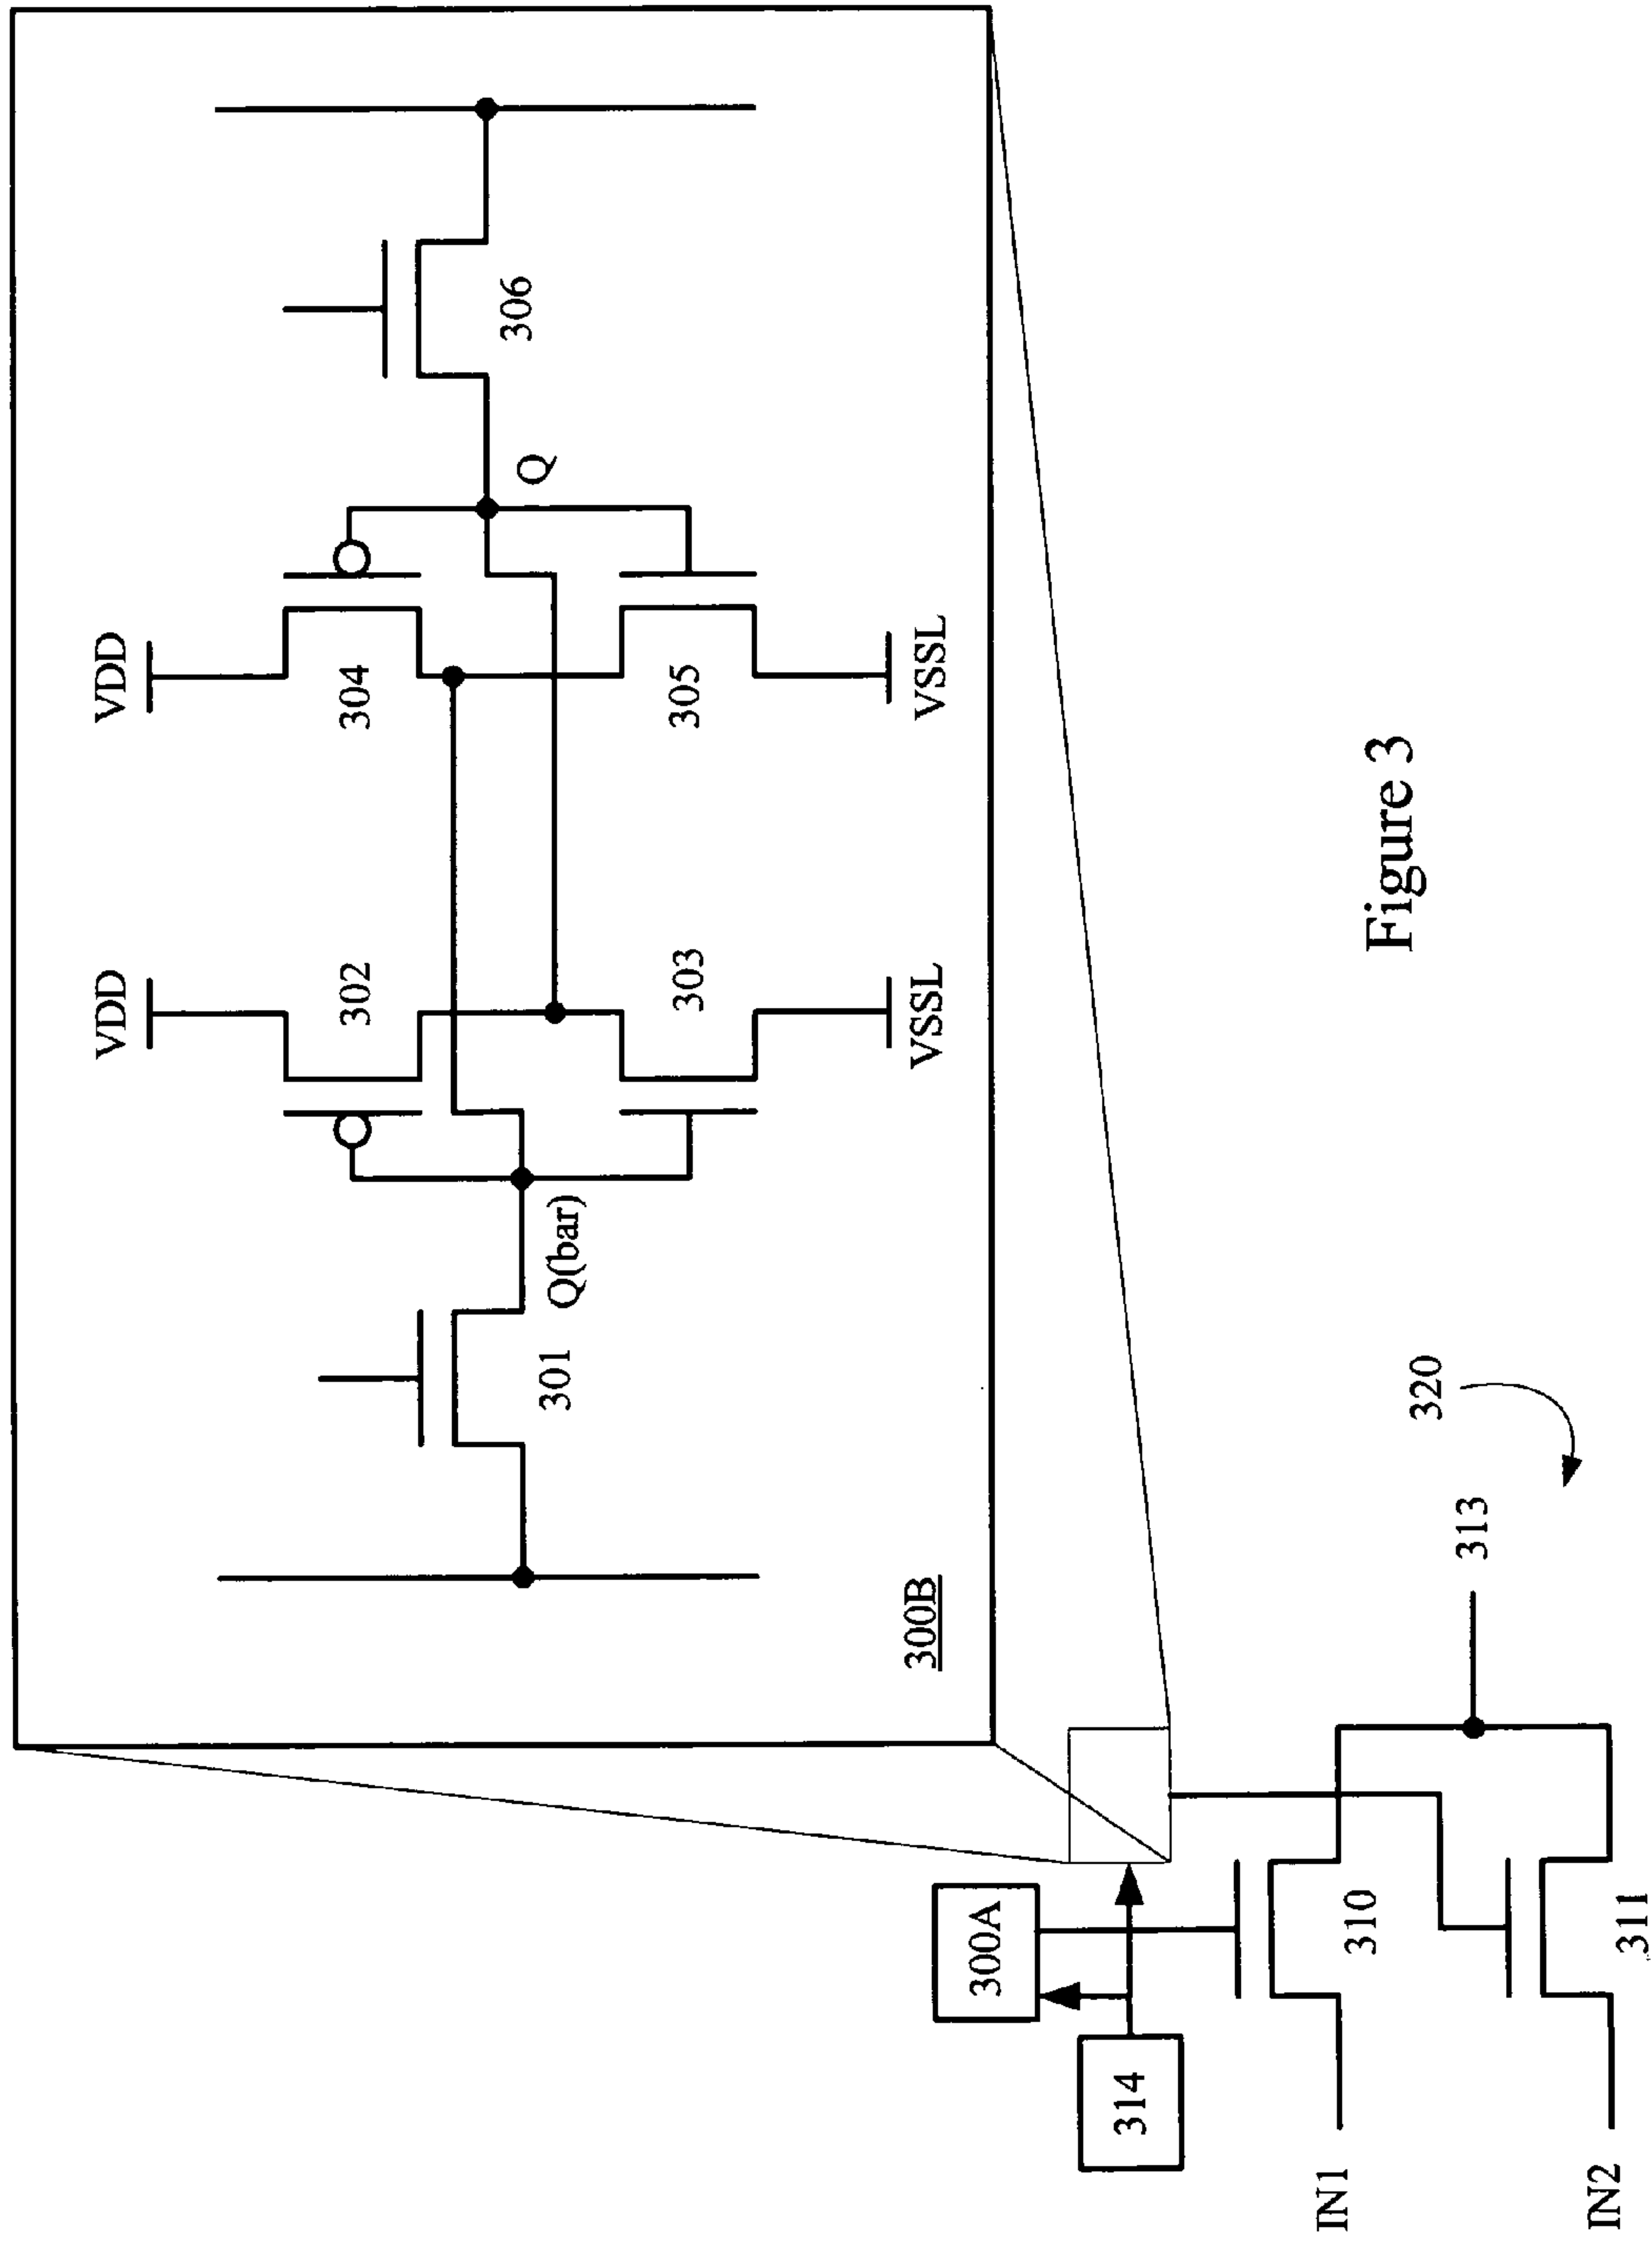 VDD
VDD
302
304
306
Q
Q(bar)
301
303
305
VSSL
VSSL
300B
300A
314
IN1
310
313
320
IN2
311
Figure 3